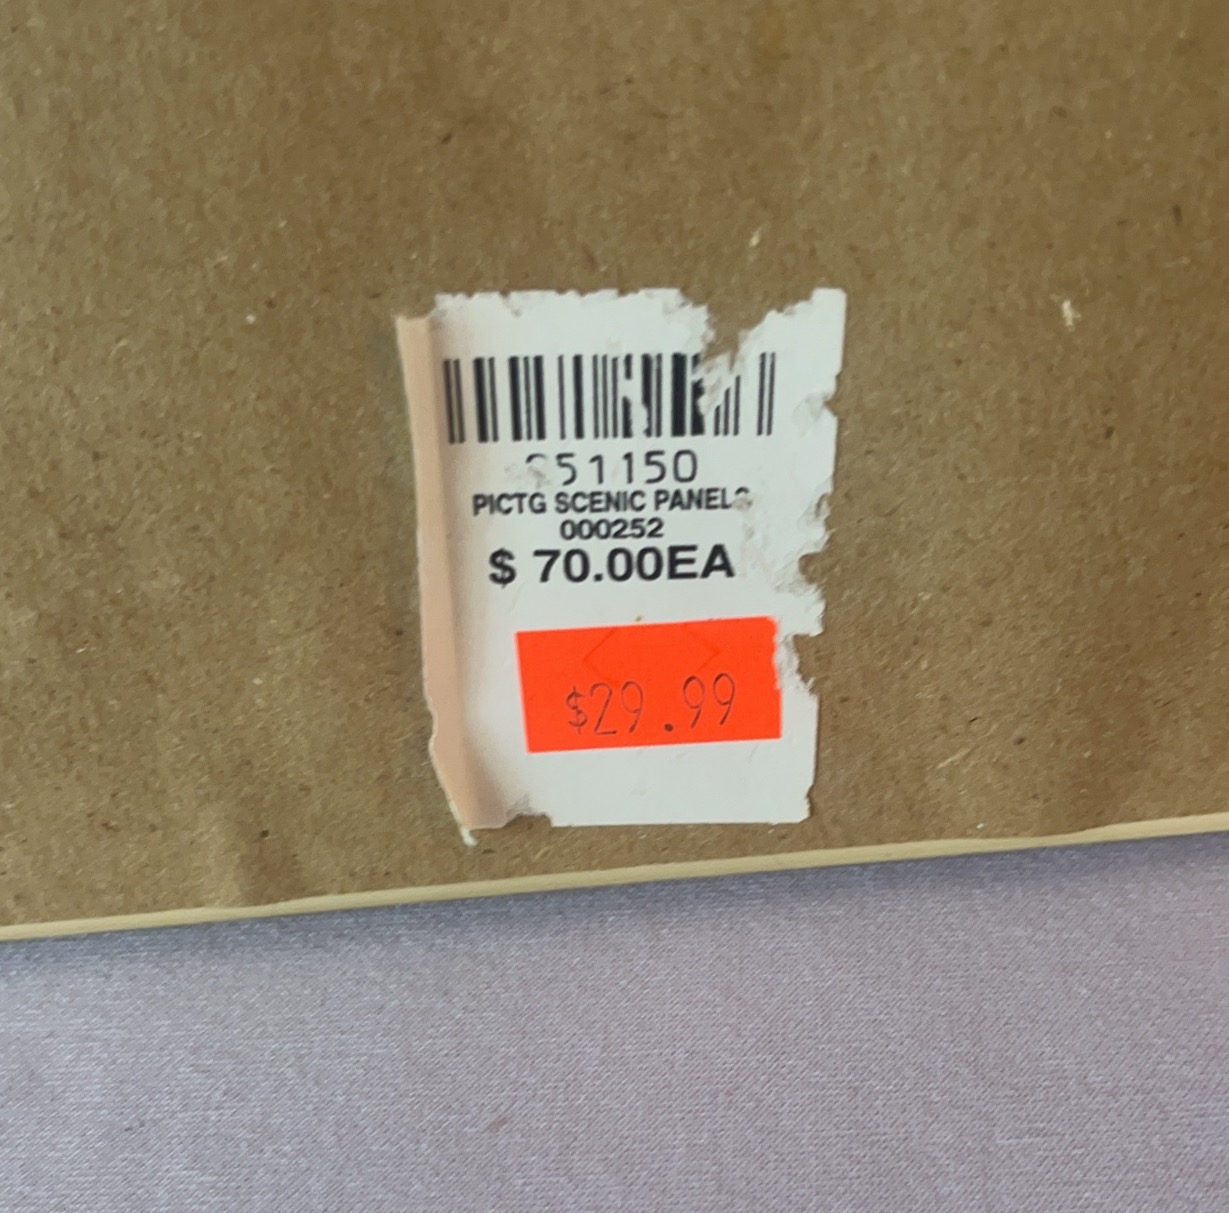 51150
PICTG SCENIC PANELS
000252
$ 70.00EA
$29.99